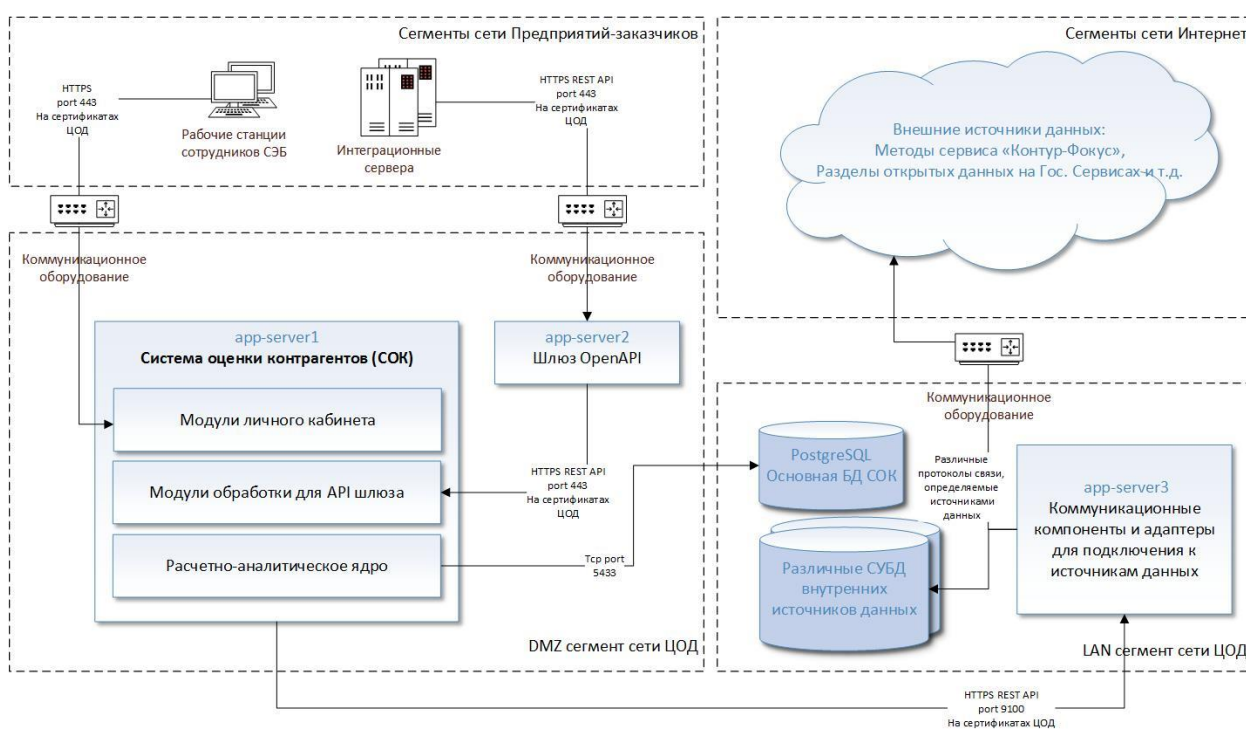 Сегменты сети Предприятий-заказчиков
HTTPS
port 443
На сертификатах
ЦОД
Рабочие станции
сотрудников СЭБ
Интеграционные
сервера
HTTPS REST API
port 443
На сертификатах
ЦОД
Сегменты сети Интернет
Внешние источники данных:
Методы сервиса «Контур-Фокус»,
Разделы открытых данных на Гос. Сервисах и т.д.
Коммуникационное
оборудование
Коммуникационное
оборудование
app-server1
Система оценки контрагентов (СОК)
Модули личного кабинета
Модули обработки для API шлюза
Расчетно-аналитическое ядро
app-server2
Шлюз OpenAPI
HTTPS REST API
port 443
На сертификатах
ЦОД
Tcp port
5433
DMZ сегмент сети ЦОД
Коммуникационное
оборудование
PostgreSQL
Основная БД СОК
Различные
протоколы связи,
определяемые
источниками
данных
Различные СУБД
внутренних
источников данных
app-server3
Коммуникационные
компоненты и адаптеры
для подключения к
источникам данных
LAN сегмент сети ЦОД
HTTPS REST API
port 9100
На сертификатах ЦОД